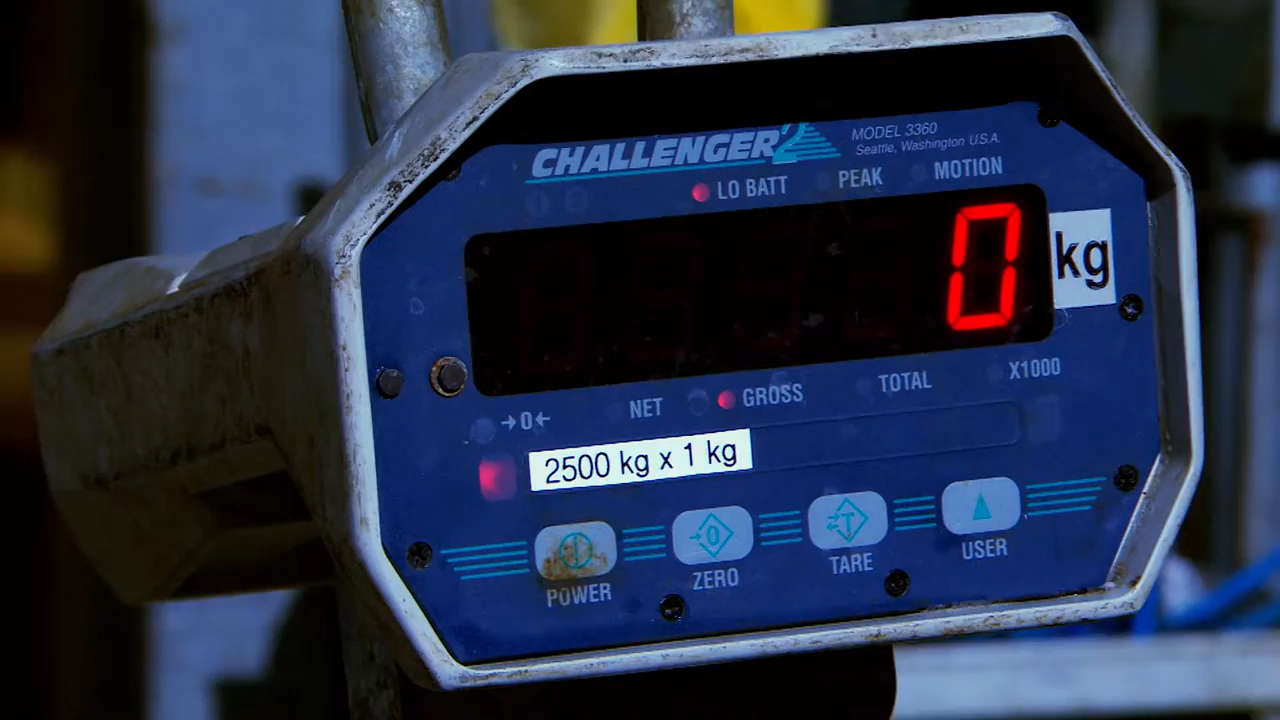 CHALLENGER 2
MODEL 3360
Seattle, Washington U.S.A.
LO BATT PEAK MOTION
0 kg
→0← NET GROSS TOTAL X1000
2500 kg x 1 kg
POWER ZERO TARE USER